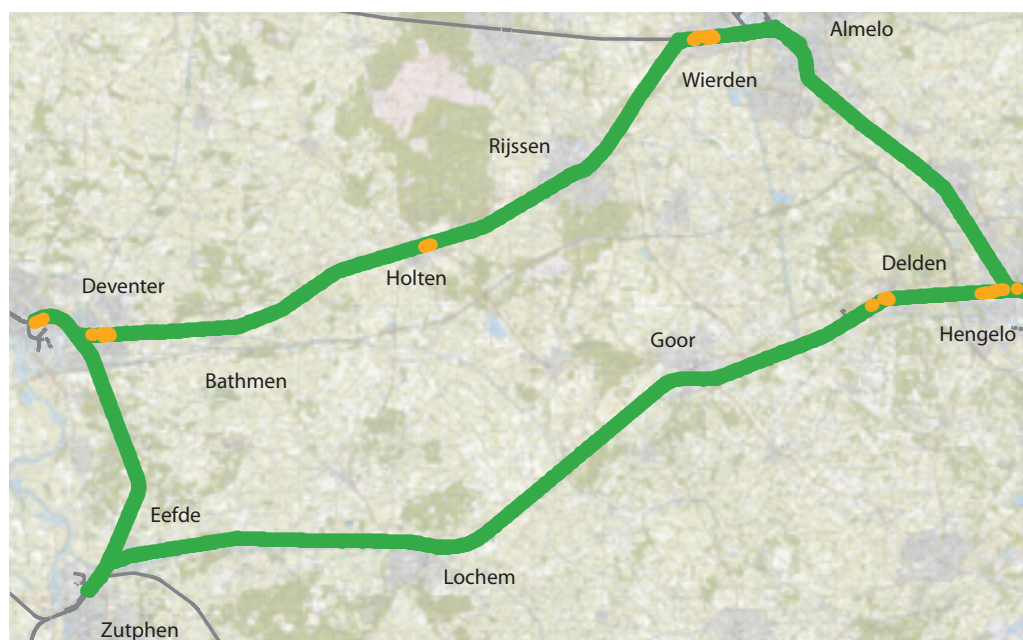 Almelo
Wierden
Rijssen
Delden
Holten
Deventer
Hengelo
Goor
Bathmen
Eefde
Lochem
Zutphen